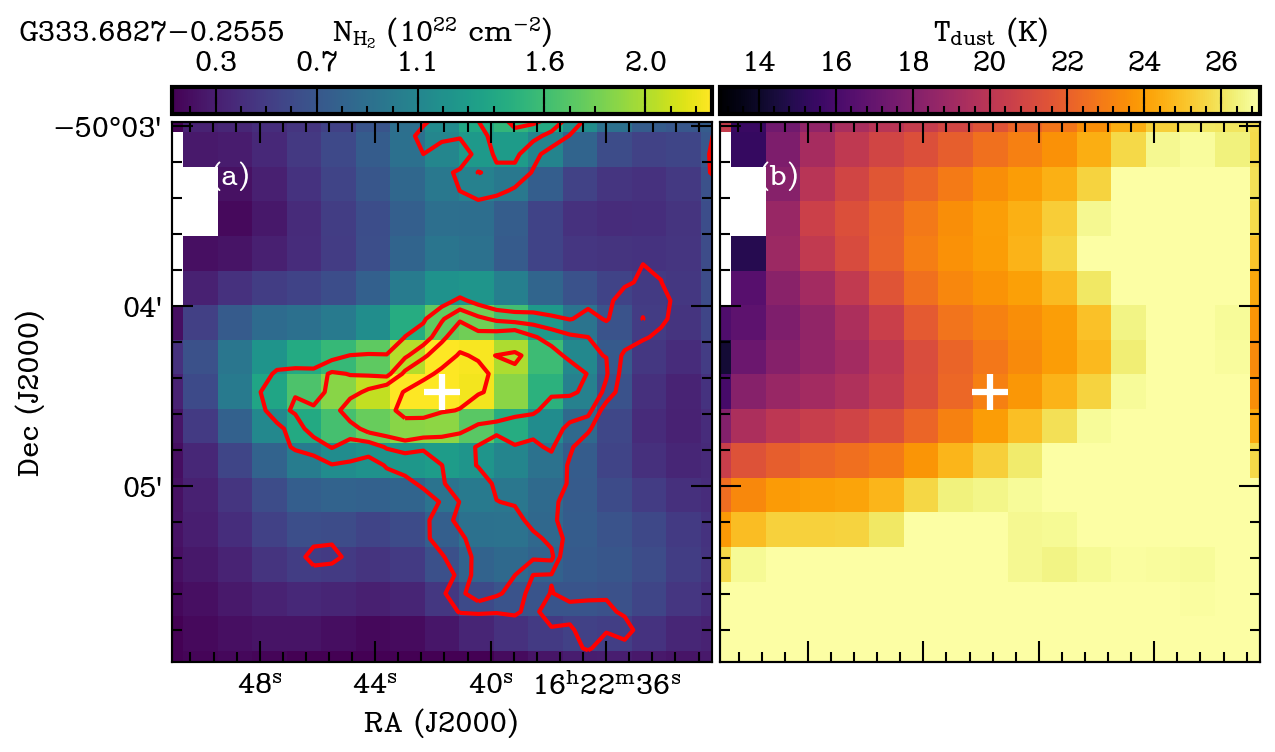 G333.6827−0.2555 N_H₂ (10²² cm⁻²) T_dust (K)
0.3 0.7 1.1 1.6 2.0 14 16 18 20 22 24 26
−50°03'
(a) (b)
04'
Dec (J2000)
05'
48ˢ 44ˢ 40ˢ 16ʰ22ᵐ36ˢ
RA (J2000)